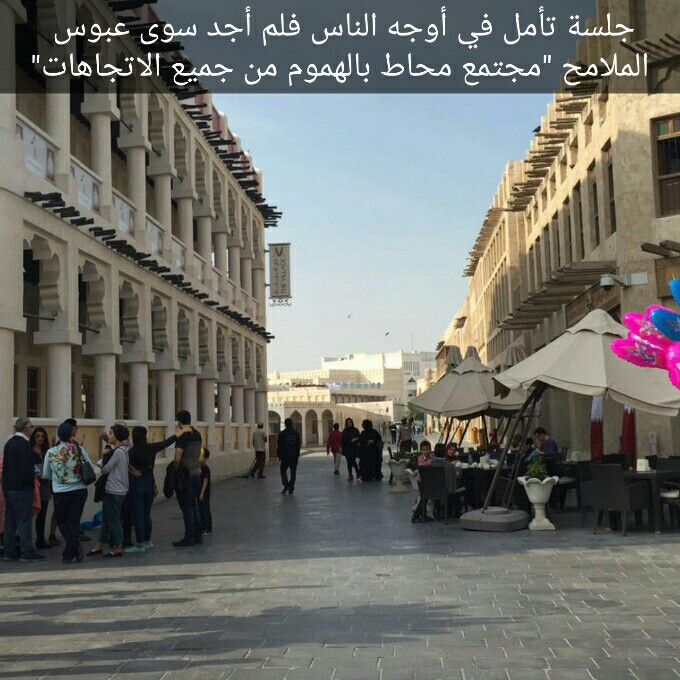 جلسة تأمل في أوجه الناس فلم أجد سوى عبوس
الملامح "مجتمع محاط بالهموم من جميع الاتجاهات"